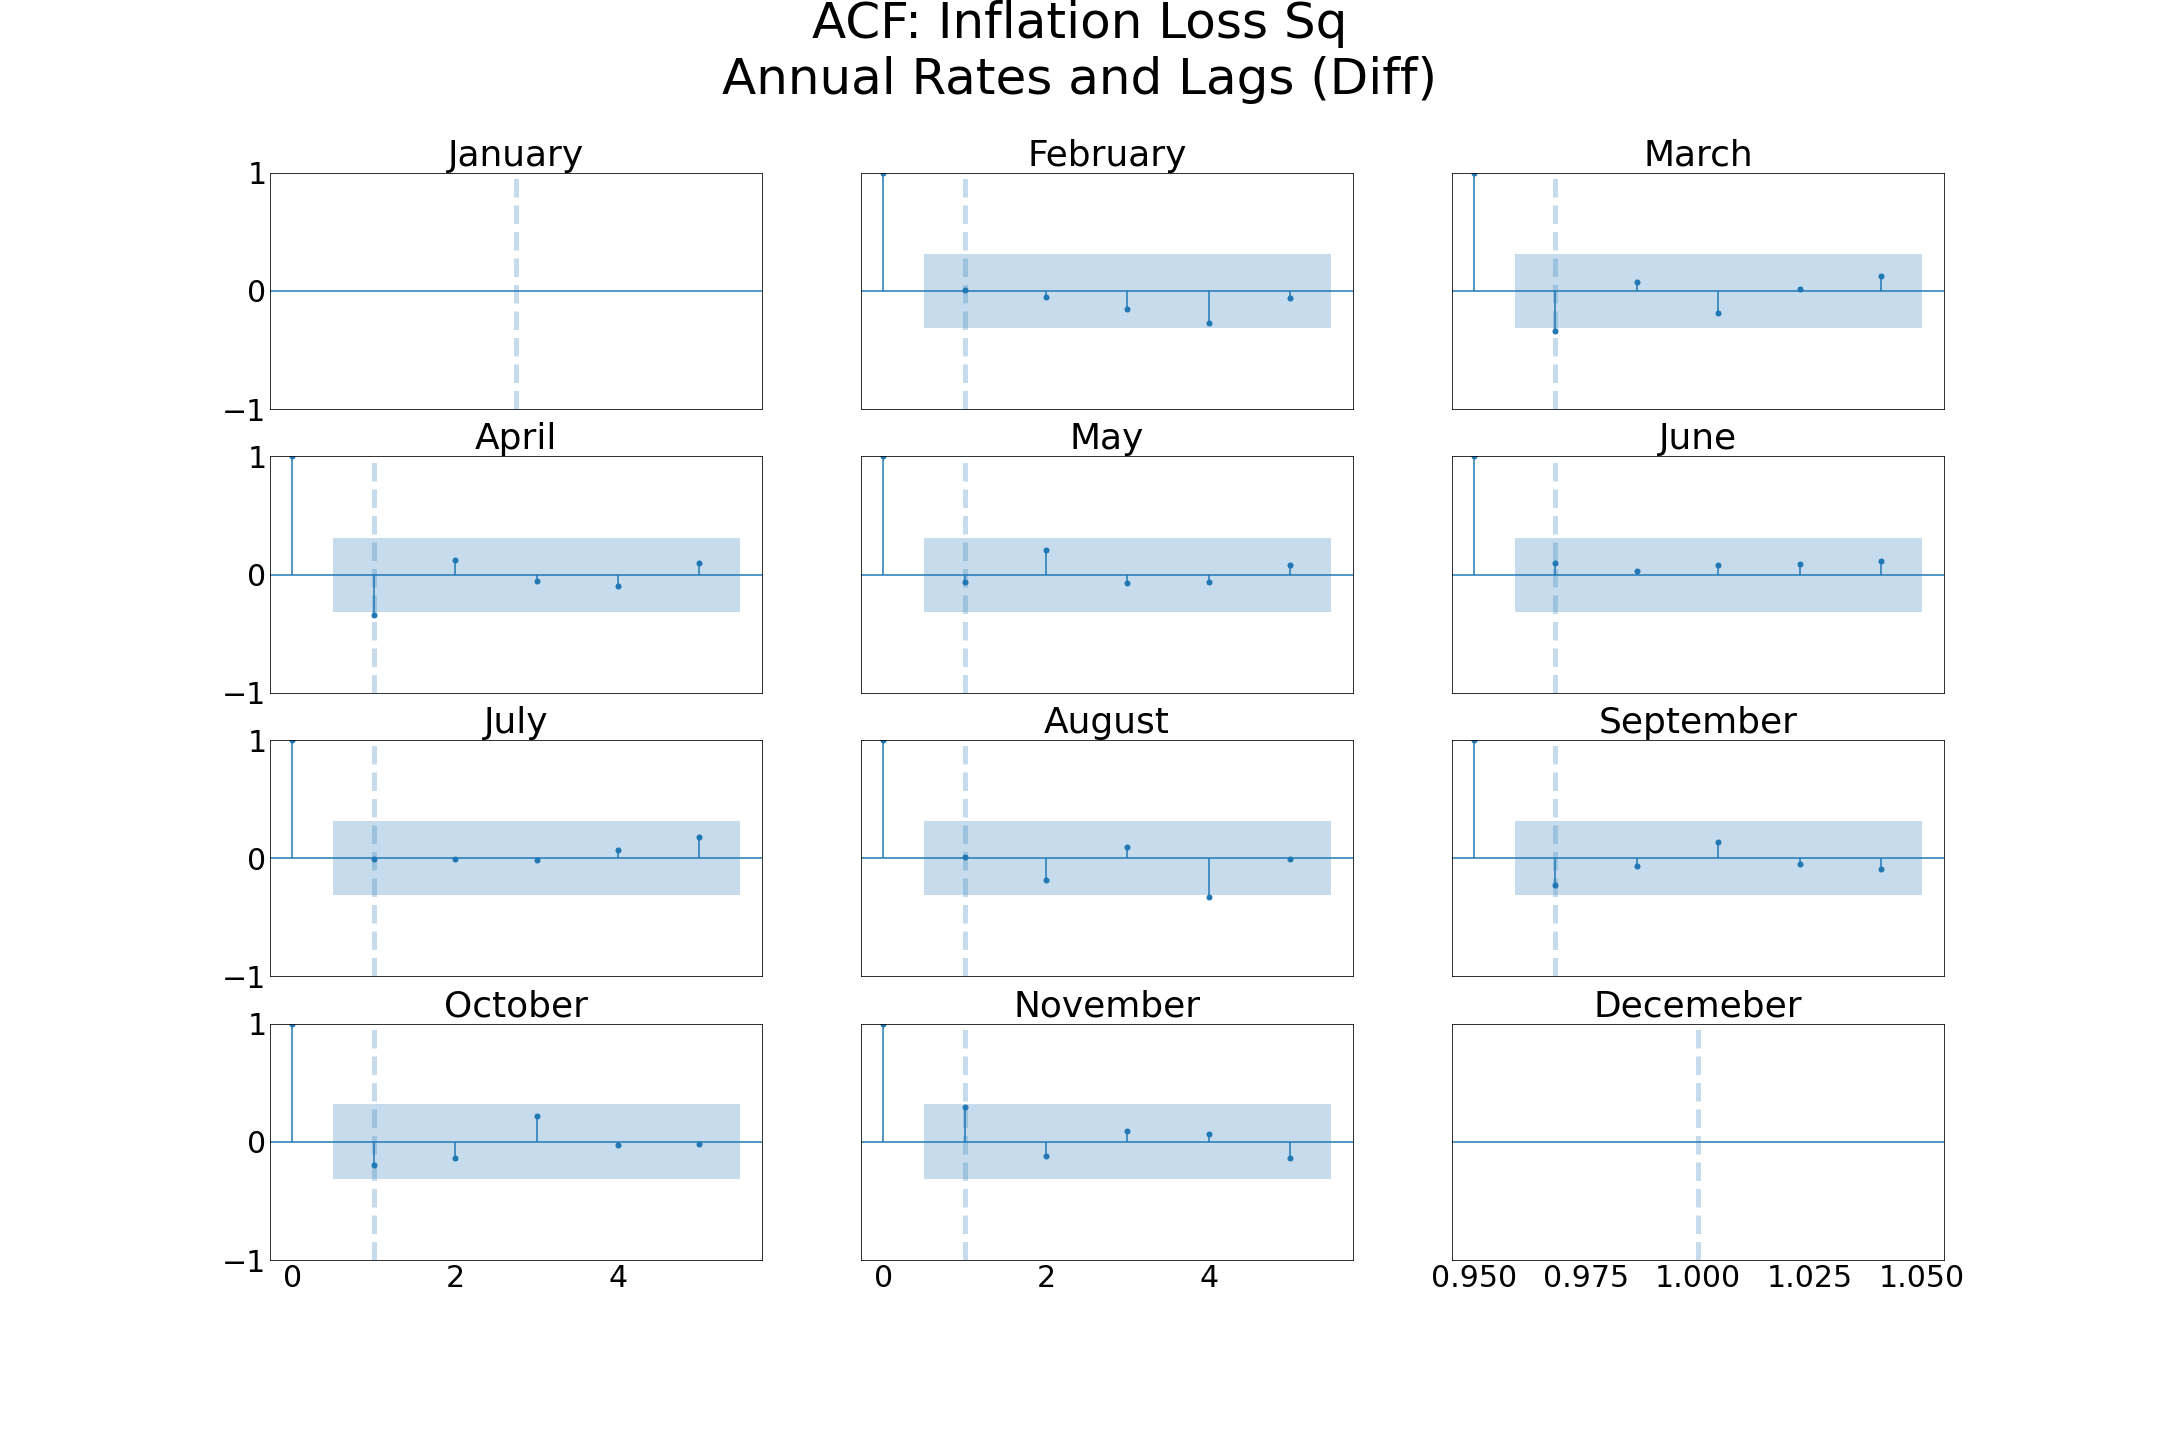 ACF: Inflation Loss Sq
Annual Rates and Lags (Diff)
January
February
March
1
0
−1
April
May
June
1
0
−1
July
August
September
1
0
−1
October
November
Decemeber
1
0
−1
0 2 4
0 2 4
0.950 0.975 1.000 1.025 1.050